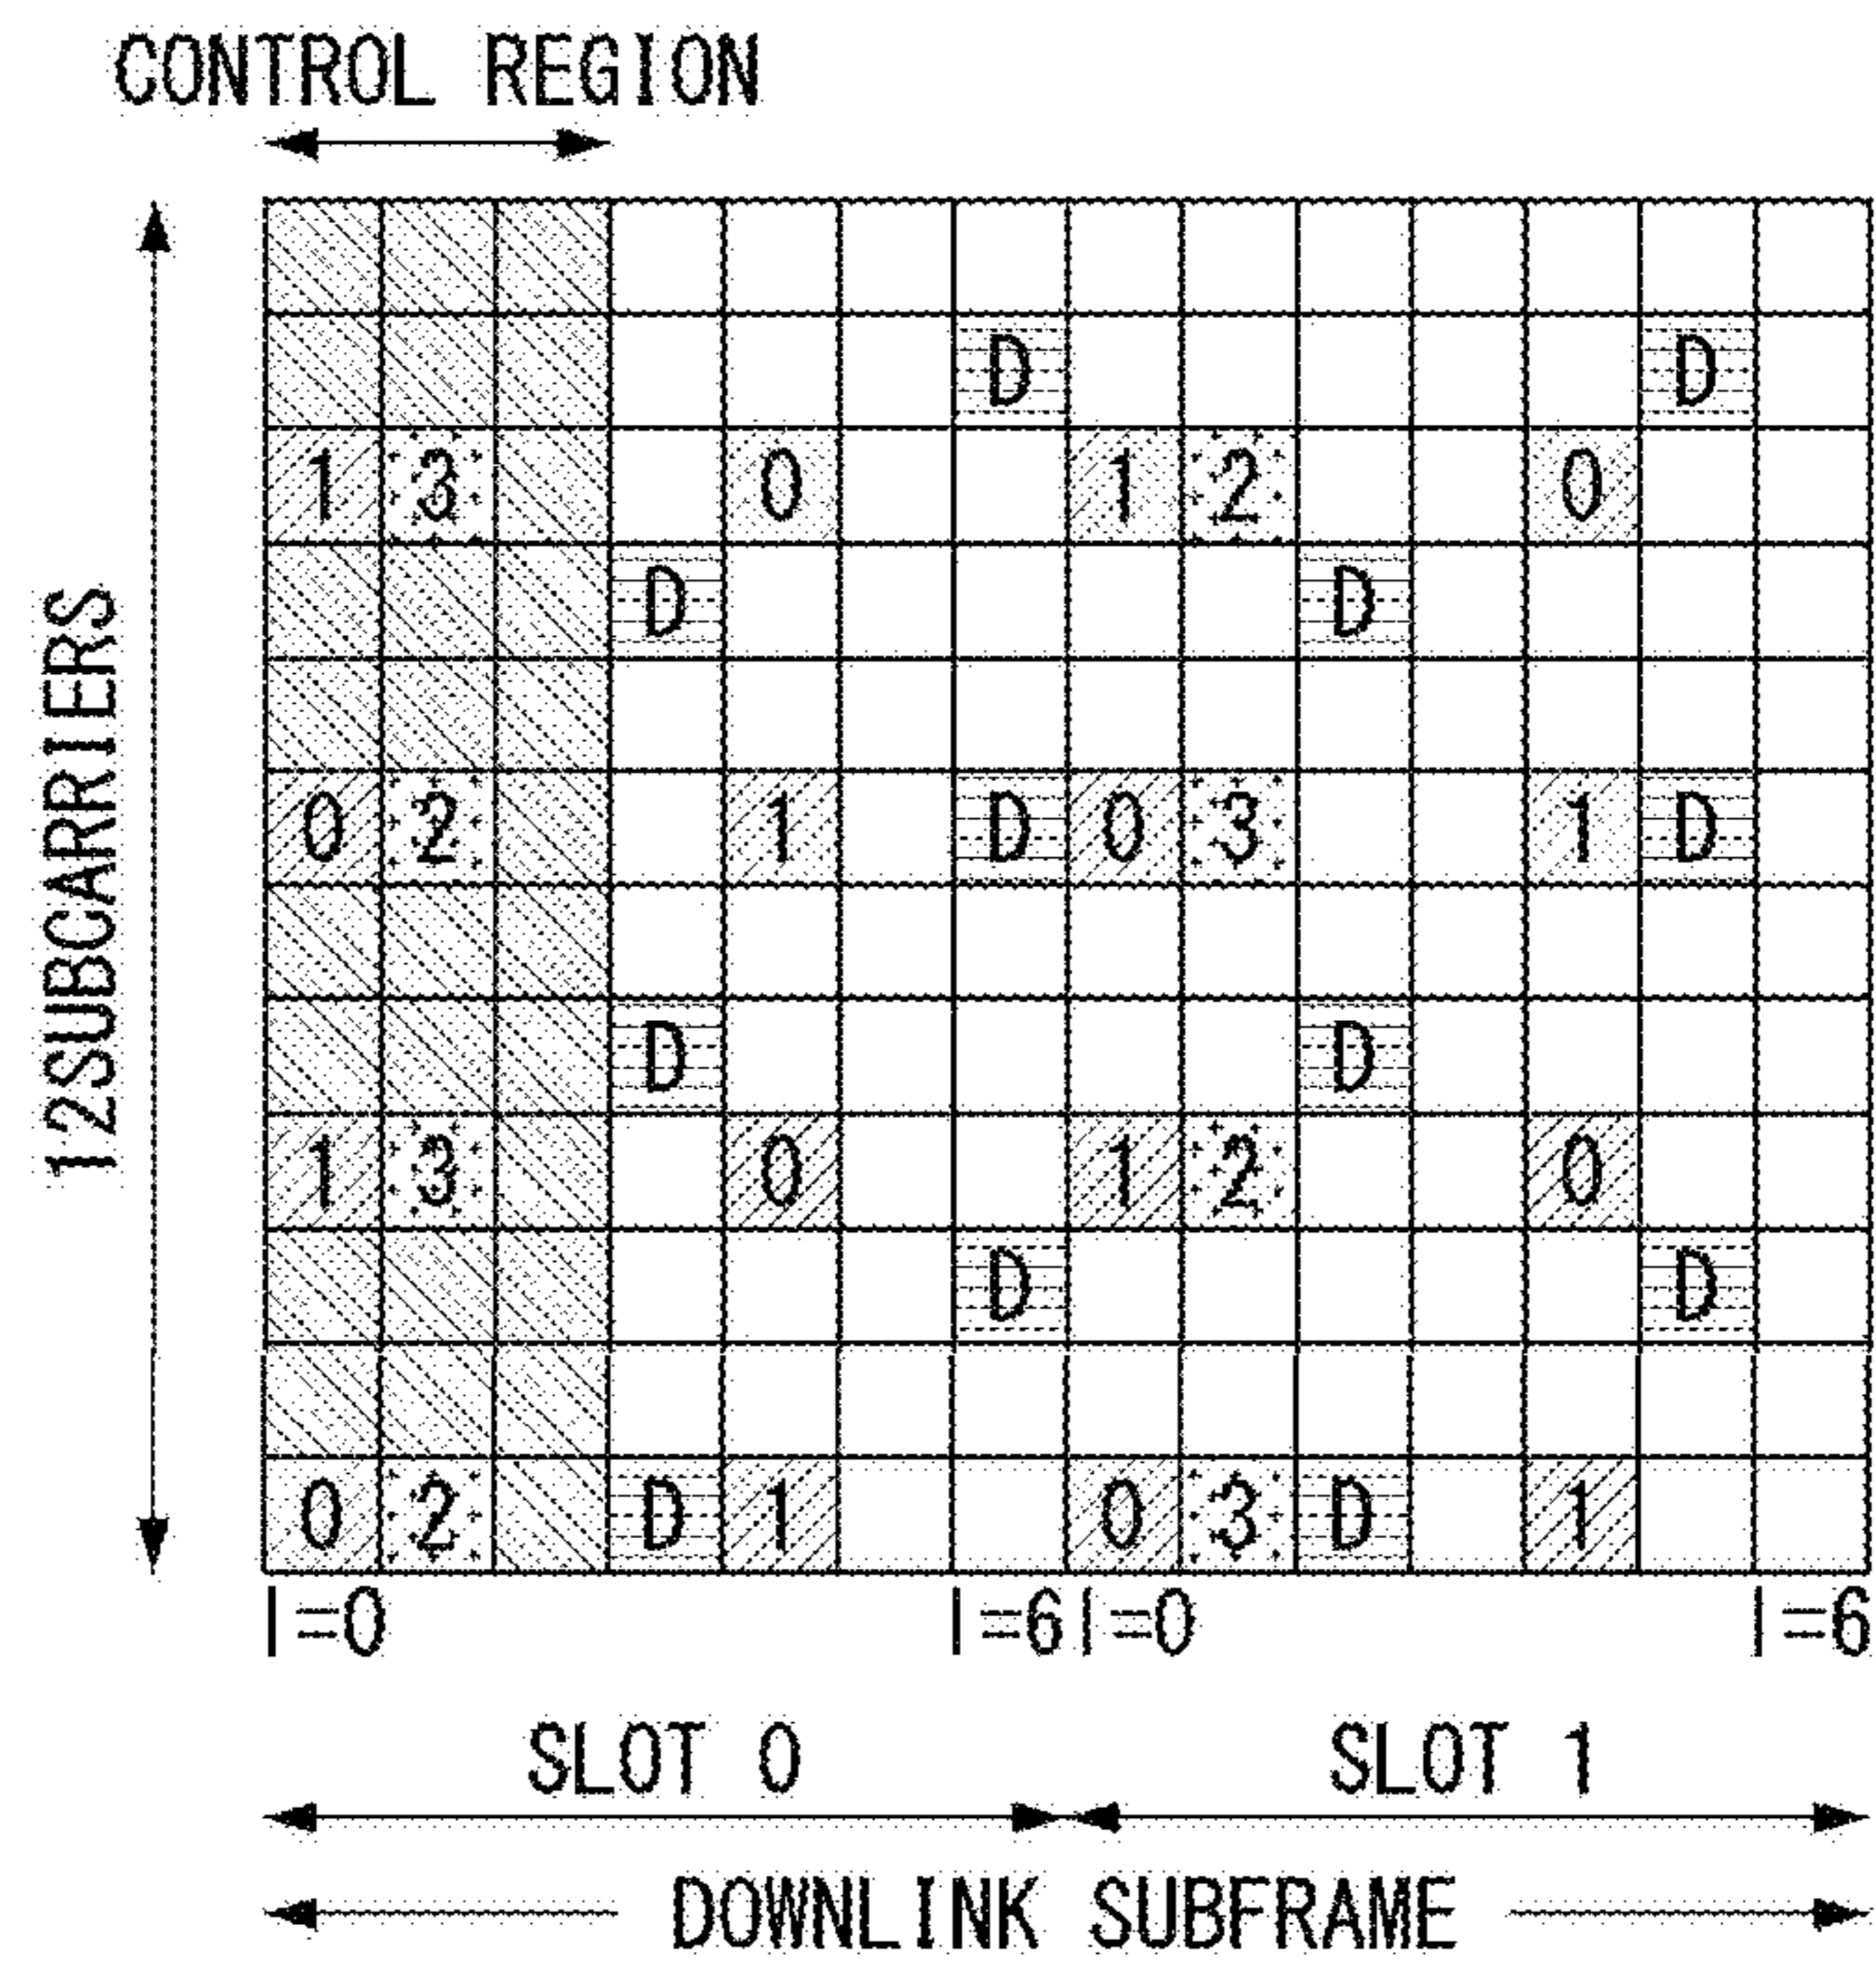 CONTROL REGION
12SUBCARRIERS
D D
1 3 0 1 2 0
D D
0 2 1 D 0 3 1 D
D D
1 3 0 1 2 0
D D
0 2 D 1 0 3 D 1
l=0 l=6 l=0 l=6
SLOT 0 SLOT 1
DOWNLINK SUBFRAME